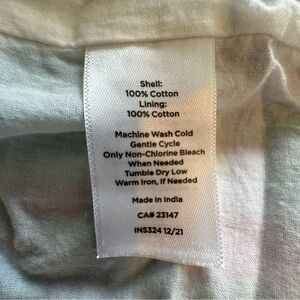 Shell:
100% Cotton
Lining:
100% Cotton
Machine Wash Cold
Gentle Cycle
Only Non-Chlorine Bleach
When Needed
Tumble Dry Low
Warm Iron, If Needed
Made in India
CA# 23147
INS324 12/21